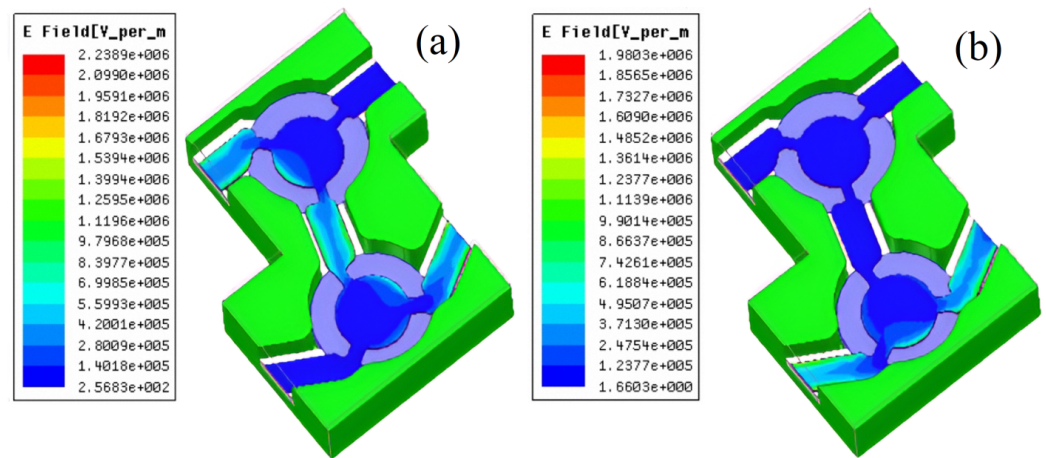 E Field[V_per_m
2.2389e+006
2.0990e+006
1.9591e+006
1.8192e+006
1.6793e+006
1.5394e+006
1.3994e+006
1.2595e+006
1.1196e+006
9.7968e+005
8.3977e+005
6.9985e+005
5.5993e+005
4.2001e+005
2.8009e+005
1.4018e+005
2.5683e+002
(a)
E Field[V_per_m
1.9803e+006
1.8565e+006
1.7327e+006
1.6090e+006
1.4852e+006
1.3614e+006
1.2377e+006
1.1139e+006
9.9014e+005
8.6637e+005
7.4261e+005
6.1884e+005
4.9507e+005
3.7130e+005
2.4754e+005
1.2377e+005
1.6603e+000
(b)